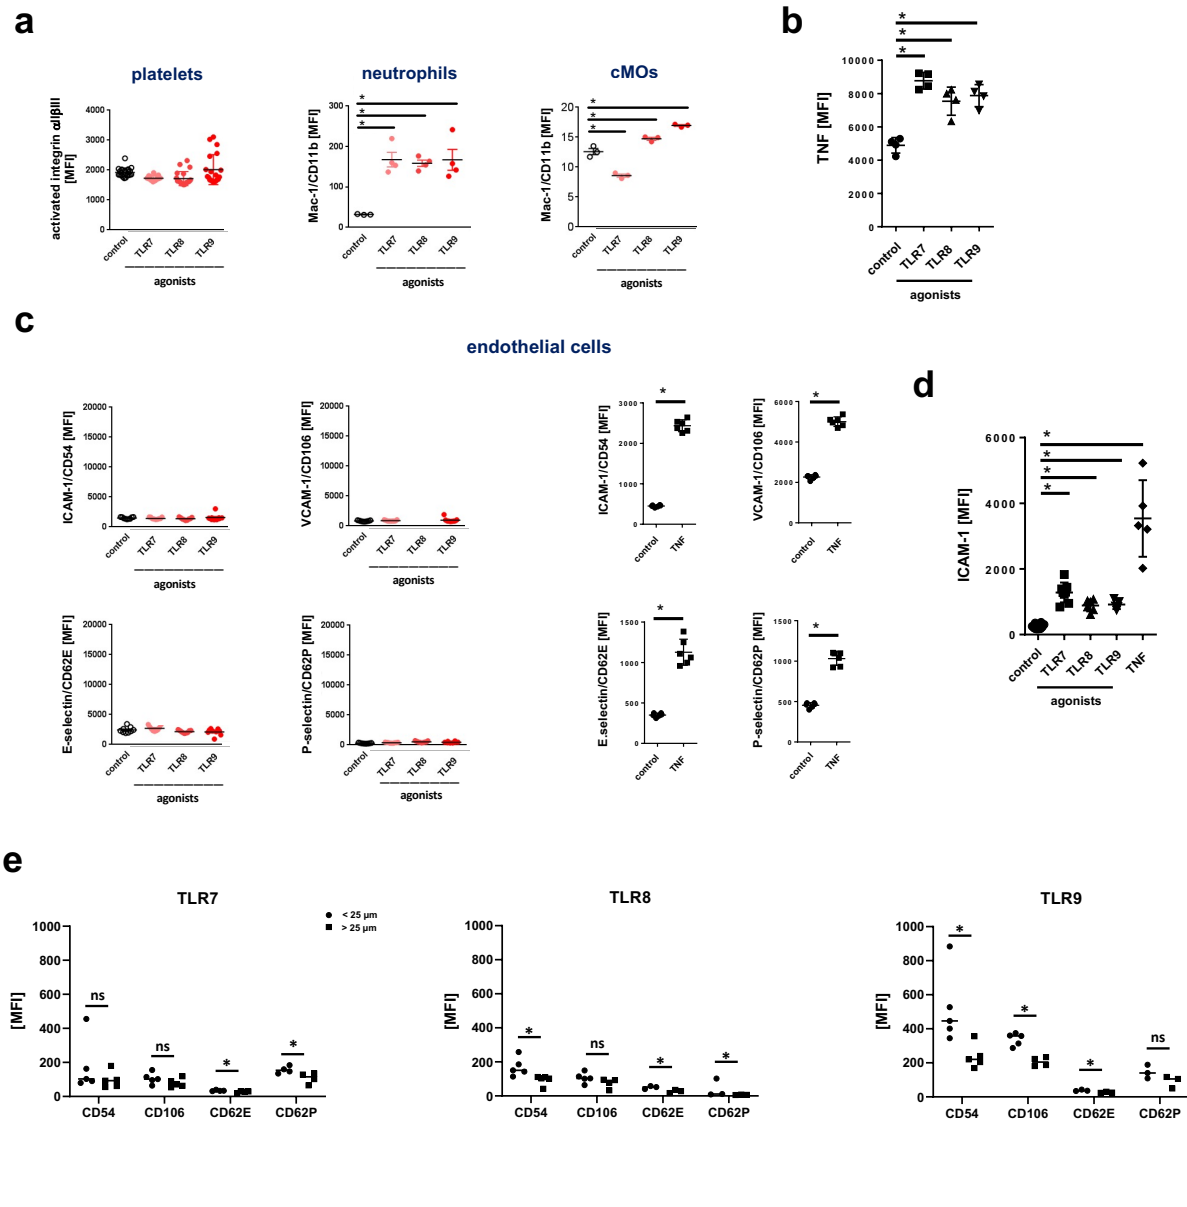 a
platelets
activated integrin αIIβIII
[MFI]
4000
3000
2000
1000
0
control
TLR7
TLR8
TLR9
agonists
neutrophils
Mac-1/CD11b [MFI]
300
200
100
0
*
*
*
control
TLR7
TLR8
TLR9
agonists
cMOs
Mac-1/CD11b [MFI]
20
15
10
5
0
*
*
*
control
TLR7
TLR8
TLR9
agonists
b
TNF [MFI]
10000
8000
6000
4000
2000
0
*
*
*
control
TLR7
TLR8
TLR9
agonists
c
endothelial cells
ICAM-1/CD54 [MFI]
20000
15000
10000
5000
0
control
TLR7
TLR8
TLR9
agonists
VCAM-1/CD106 [MFI]
20000
15000
10000
5000
0
control
TLR7
TLR8
TLR9
agonists
ICAM-1/CD54 [MFI]
3000
2000
1000
0
*
control
TNF
VCAM-1/CD106 [MFI]
6000
4000
2000
0
*
control
TNF
E-selectin/CD62E [MFI]
20000
15000
10000
5000
0
control
TLR7
TLR8
TLR9
agonists
P-selectin/CD62P [MFI]
20000
15000
10000
5000
0
control
TLR7
TLR8
TLR9
agonists
E.selectin/CD62E [MFI]
1500
1000
500
0
*
control
TNF
P-selectin/CD62P [MFI]
1500
1000
500
0
*
control
TNF
d
ICAM-1 [MFI]
6000
4000
2000
0
*
*
*
*
control
TLR7
TLR8
TLR9
TNF
agonists
e
TLR7
< 25 µm
> 25 µm
[MFI]
1000
800
600
400
200
0
ns
ns
*
*
CD54
CD106
CD62E
CD62P
TLR8
[MFI]
1000
800
600
400
200
0
*
ns
*
*
CD54
CD106
CD62E
CD62P
TLR9
[MFI]
1000
800
600
400
200
0
*
*
*
ns
CD54
CD106
CD62E
CD62P